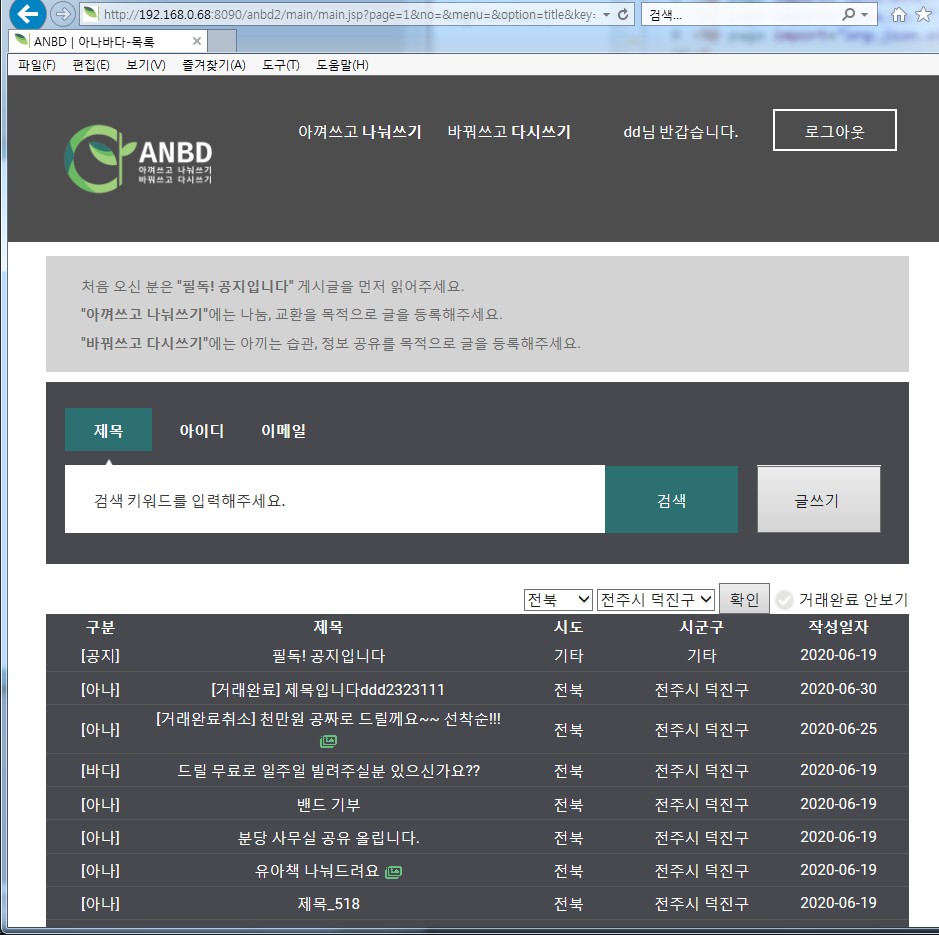 http://192.168.0.68:8090/anbd2/main/main.jsp?page=1&no=&menu=&option=title&key= 검색...
ANBD | 아나바다-목록
파일(F) 편집(E) 보기(V) 즐겨찾기(A) 도구(T) 도움말(H)
아껴쓰고 나눠쓰기 바꿔쓰고 다시쓰기 dd님 반갑습니다. 로그아웃
ANBD
아껴쓰고 나눠쓰기
바꿔쓰고 다시쓰기
처음 오신 분은 "필독! 공지입니다" 게시글을 먼저 읽어주세요.
"아껴쓰고 나눠쓰기"에는 나눔, 교환을 목적으로 글을 등록해주세요.
"바꿔쓰고 다시쓰기"에는 아끼는 습관, 정보 공유를 목적으로 글을 등록해주세요.
제목 아이디 이메일
검색 키워드를 입력해주세요. 검색 글쓰기
전북 전주시 덕진구 확인 거래완료 안보기
구분 제목 시도 시군구 작성일자
[공지] 필독! 공지입니다 기타 기타 2020-06-19
[아나] [거래완료] 제목입니다ddd2323111 전북 전주시 덕진구 2020-06-30
[아나] [거래완료취소] 천만원 공짜로 드릴께요~~ 선착순!!! 전북 전주시 덕진구 2020-06-25
[바다] 드릴 무료로 일주일 빌려주실분 있으신가요?? 전북 전주시 덕진구 2020-06-19
[아나] 밴드 기부 전북 전주시 덕진구 2020-06-19
[아나] 분당 사무실 공유 올립니다. 전북 전주시 덕진구 2020-06-19
[아나] 유아책 나눠드려요 전북 전주시 덕진구 2020-06-19
[아나] 제목_518 전북 전주시 덕진구 2020-06-19